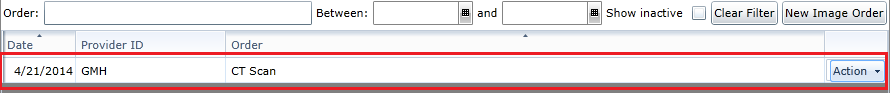 Order: Between: and Show inactive Clear Filter New Image Order
Date Provider ID Order
4/21/2014 GMH CT Scan Action